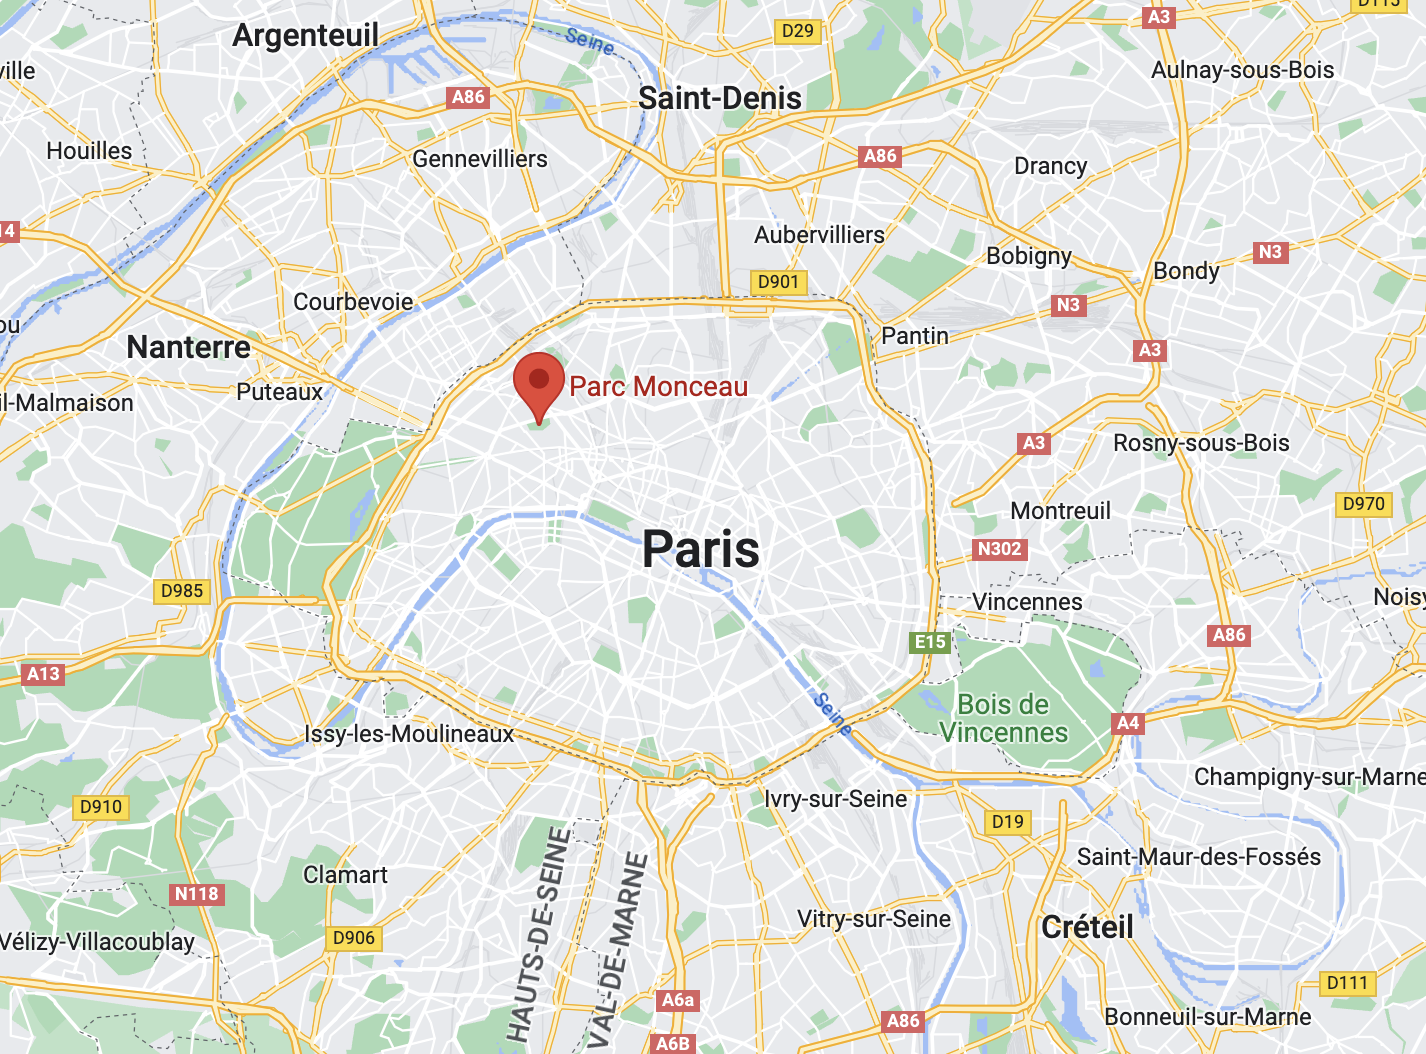 D113
A3
Argenteuil
D29
Seine
ville
Aulnay-sous-Bois
A86
Saint-Denis
Houilles
Gennevilliers
A86
Drancy
14
Aubervilliers
Bobigny
N3
Bondy
D901
Courbevoie
N3
ou
Pantin
Nanterre
A3
Puteaux
Parc Monceau
il-Malmaison
A3
Rosny-sous-Bois
D970
Montreuil
Paris
N302
D985
Vincennes
Noisy
E15
A86
A13
Bois de
Vincennes
Seine
A4
Issy-les-Moulineaux
Champigny-sur-Marne
D910
Ivry-sur-Seine
D19
Saint-Maur-des-Fossés
Clamart
N118
HAUTS-DE-SEINE
VAL-DE-MARNE
Vitry-sur-Seine
Créteil
Vélizy-Villacoublay
D906
D111
A6a
A86
Bonneuil-sur-Marne
A6B